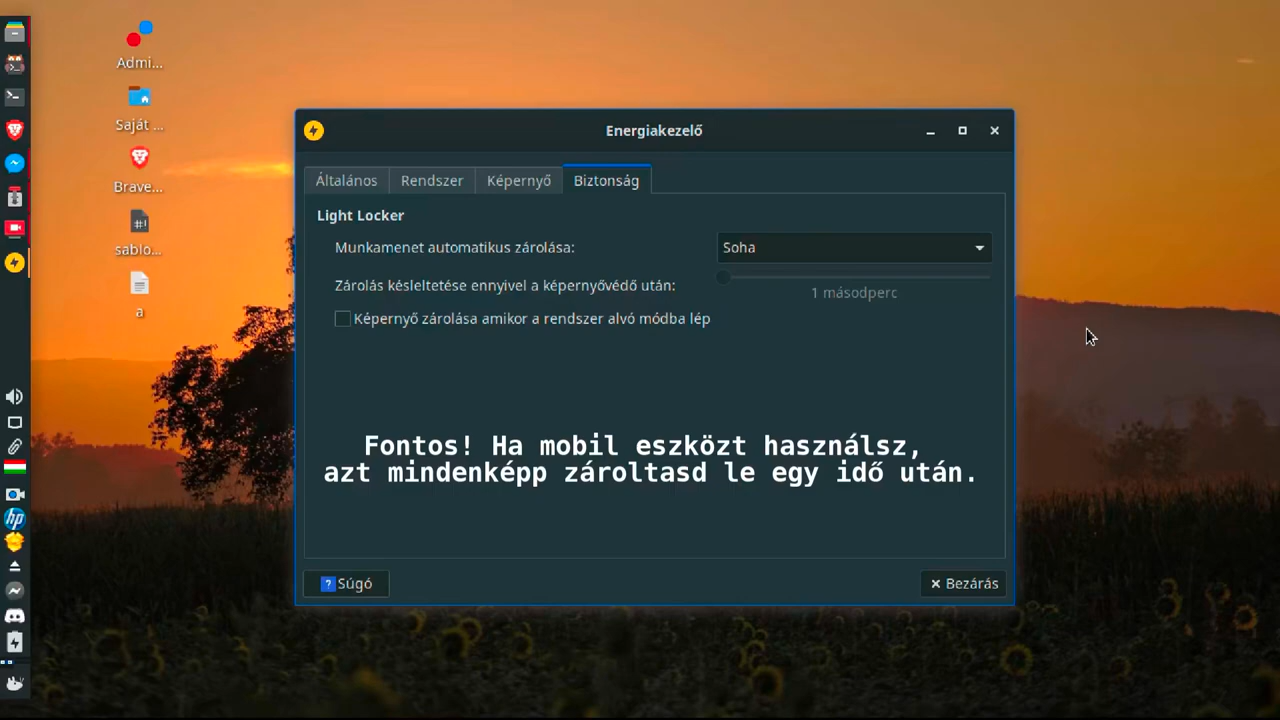 Admi...
Saját ...
Brave...
sablo...
a
Energiakezelő
Általános
Rendszer
Képernyő
Biztonság
Light Locker
Munkamenet automatikus zárolása:
Soha
Zárolás késleltetése ennyivel a képernyővédő után:
1 másodperc
Képernyő zárolása amikor a rendszer alvó módba lép
Fontos! Ha mobil eszközt használsz,
azt mindenképp zároltasd le egy idő után.
? Súgó
Bezárás
hp